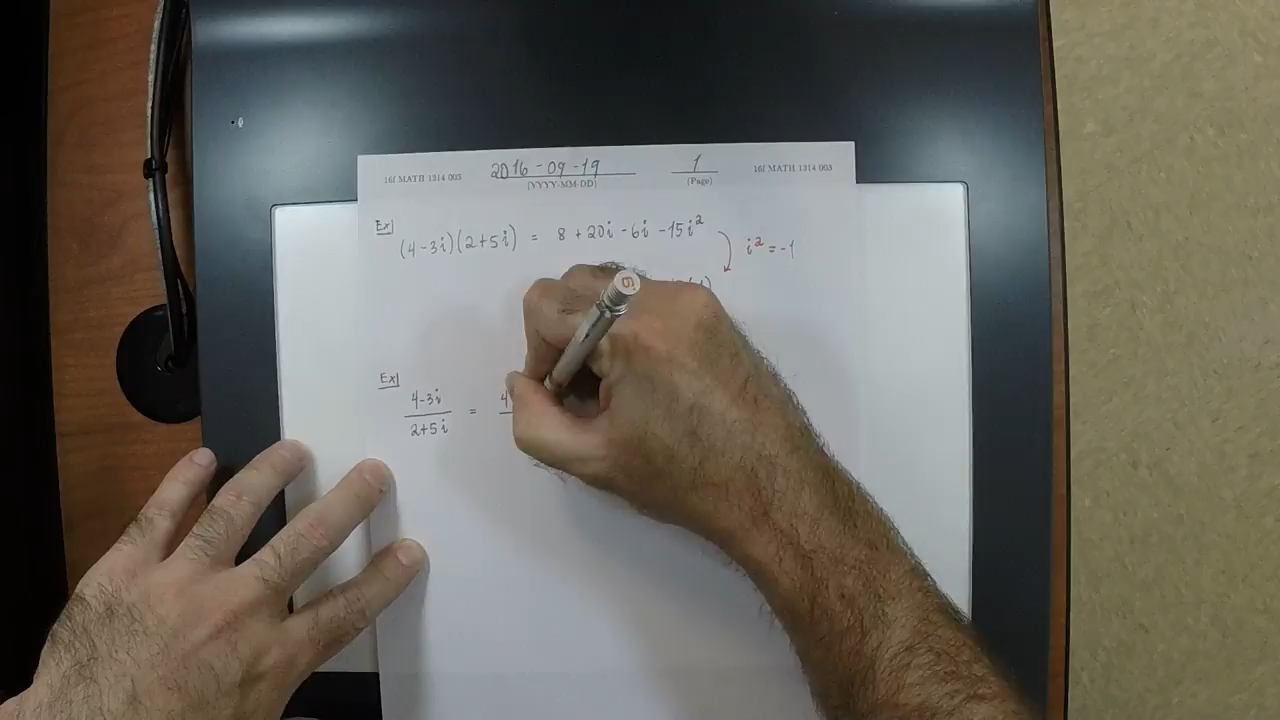 16f MATH 1314 003 2016-09-19 1 16f MATH 1314 003
(YYYY-MM-DD) (Page)
Ex]
(4-3i)(2+5i) = 8 + 20i - 6i - 15i² i² = -1
Ex]
4-3i
2+5i
= 4